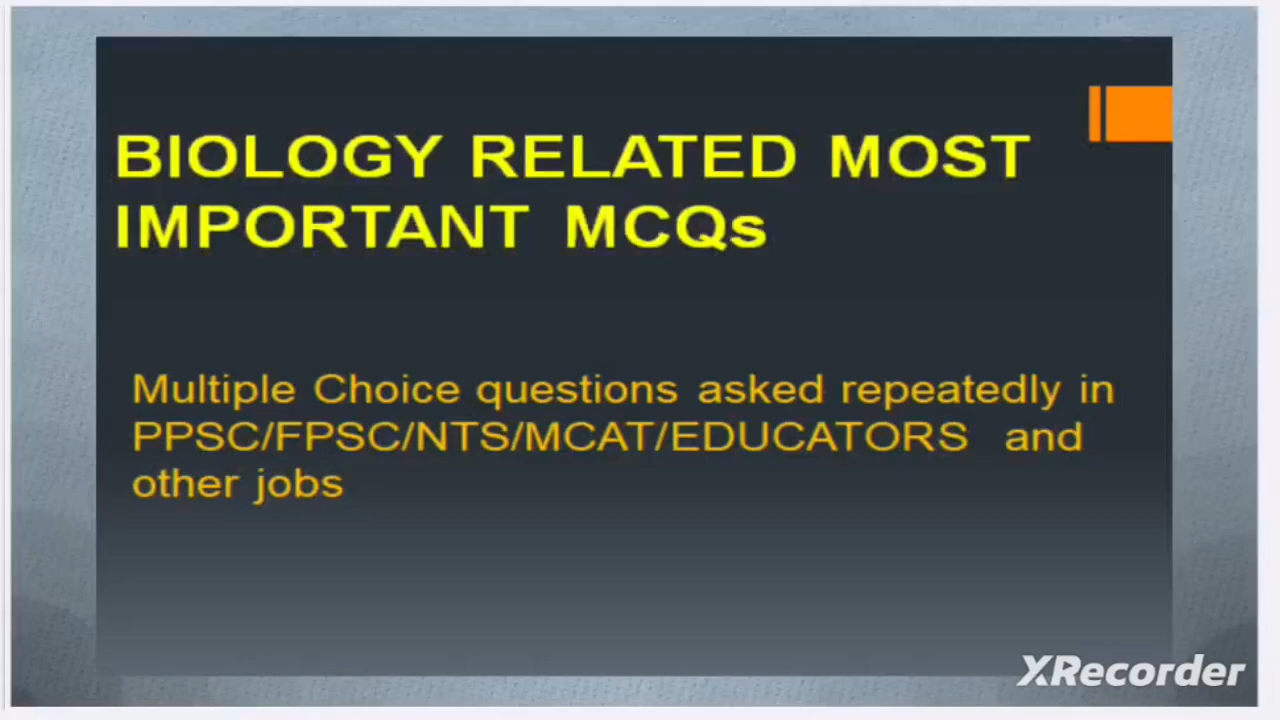 BIOLOGY RELATED MOST
IMPORTANT MCQs
Multiple Choice questions asked repeatedly in
PPSC/FPSC/NTS/MCAT/EDUCATORS and
other jobs
XRecorder